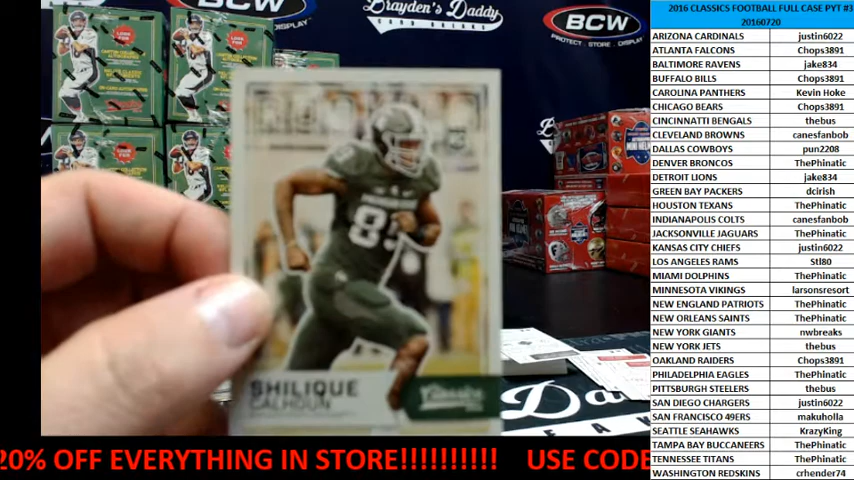 Brayden's Daddy
CARD BREAKS
BCW
PROTECT. STORE. DISPLAY.
BCW
SHILIQUE
CALHOUN
Classics
89
20% OFF EVERYTHING IN STORE!!!!!!!!!! USE CODE
2016 CLASSICS FOOTBALL FULL CASE PYT #3
20160720
ARIZONA CARDINALS justin6022
ATLANTA FALCONS Chops3891
BALTIMORE RAVENS jake834
BUFFALO BILLS Chops3891
CAROLINA PANTHERS Kevin Hoke
CHICAGO BEARS Chops3891
CINCINNATI BENGALS thebus
CLEVELAND BROWNS canesfanbob
DALLAS COWBOYS pun2208
DENVER BRONCOS ThePhinatic
DETROIT LIONS jake834
GREEN BAY PACKERS dcirish
HOUSTON TEXANS ThePhinatic
INDIANAPOLIS COLTS canesfanbob
JACKSONVILLE JAGUARS ThePhinatic
KANSAS CITY CHIEFS justin6022
LOS ANGELES RAMS Stl80
MIAMI DOLPHINS ThePhinatic
MINNESOTA VIKINGS larsonsresort
NEW ENGLAND PATRIOTS ThePhinatic
NEW ORLEANS SAINTS ThePhinatic
NEW YORK GIANTS nwbreaks
NEW YORK JETS thebus
OAKLAND RAIDERS Chops3891
PHILADELPHIA EAGLES ThePhinatic
PITTSBURGH STEELERS thebus
SAN DIEGO CHARGERS justin6022
SAN FRANCISCO 49ERS makuholla
SEATTLE SEAHAWKS KrazyKing
TAMPA BAY BUCCANEERS ThePhinatic
TENNESSEE TITANS ThePhinatic
WASHINGTON REDSKINS crhender74